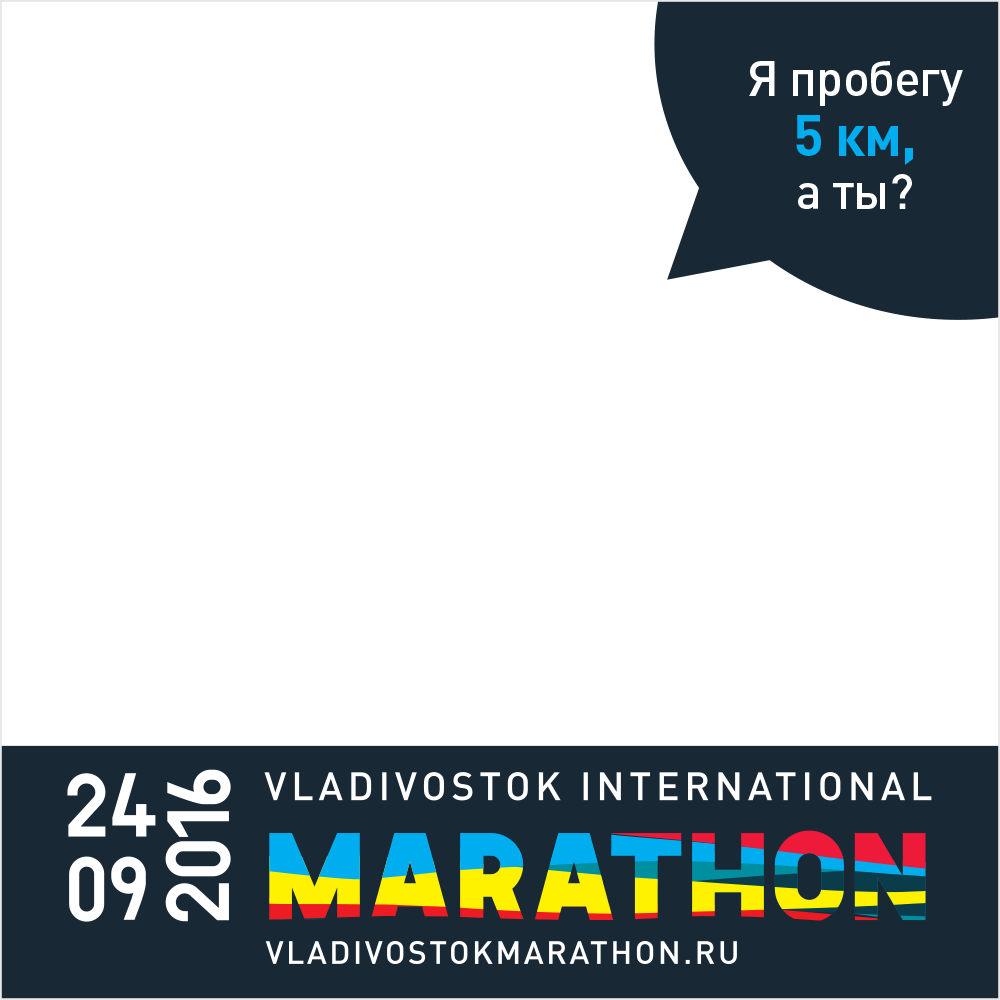 Я пробегу
5 км,
а ты?
24
09
2016
VLADIVOSTOK INTERNATIONAL
MARATHON
VLADIVOSTOKMARATHON.RU